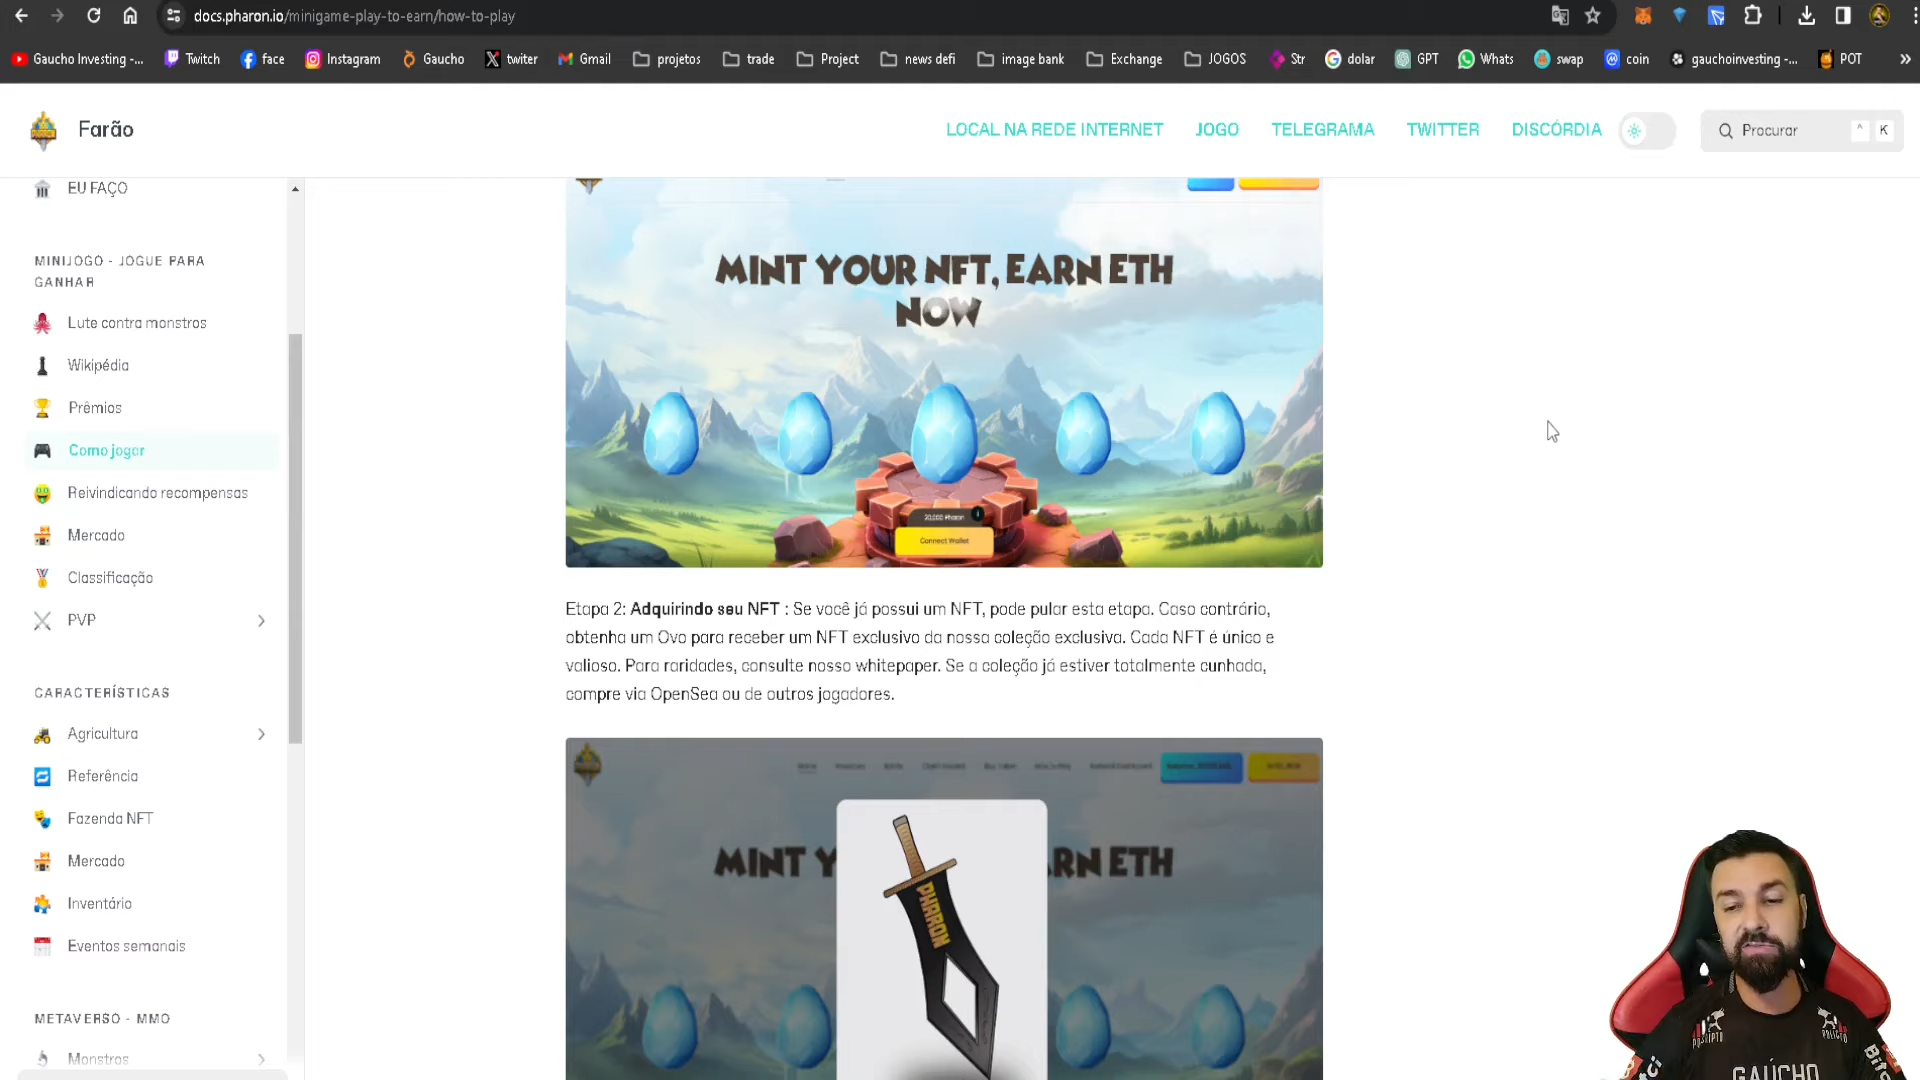 docs.pharon.io/minigame-play-to-earn/how-to-play
Gaucho Investing -...
Twitch
face
Instagram
Gaucho
twiter
Gmail
projetos
trade
Project
news defi
image bank
Exchange
JOGOS
Str
dolar
GPT
Whats
swap
coin
gauchoinvesting -...
POT
»
Farão
LOCAL NA REDE INTERNET
JOGO
TELEGRAMA
TWITTER
DISCÓRDIA
Procurar
^
K
EU FAÇO
MINIJOGO - JOGUE PARA
GANHAR
Lute contra monstros
Wikipédia
Prêmios
Como jogar
Reivindicando recompensas
Mercado
Classificação
PVP
CARACTERÍSTICAS
Agricultura
Referência
Fazenda NFT
Mercado
Inventário
Eventos semanais
METAVERSO - MMO
Monstros
MINT YOUR NFT, EARN ETH
NOW
Connect Wallet
Etapa 2: Adquirindo seu NFT : Se você já possui um NFT, pode pular esta etapa. Caso contrário,
obtenha um Ovo para receber um NFT exclusivo da nossa coleção exclusiva. Cada NFT é único e
valioso. Para raridades, consulte nosso whitepaper. Se a coleção já estiver totalmente cunhada,
compre via OpenSea ou de outros jogadores.
MINT Y
RN ETH
PHARON
GAÚCHO